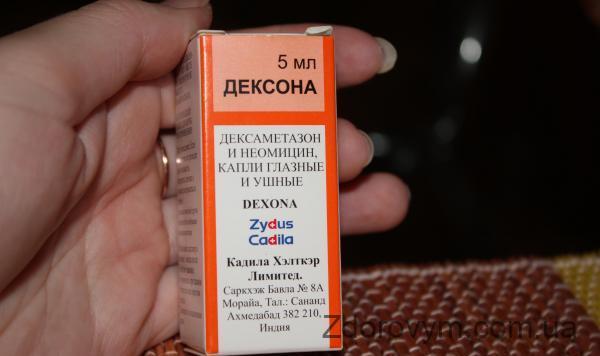 5 мл
ДЕКСОНА
ДЕКСАМЕТАЗОН
И НЕОМИЦИН,
КАПЛИ ГЛАЗНЫЕ
И УШНЫЕ
DEXONA
Zydus
Cadila
Кадила Хэлткэр
Лимитед.
Саркхэж Бавла № 8А
Морайа, Тал.: Сананд
Ахмедабад 382 210,
Индия
Zdorovym.com.ua